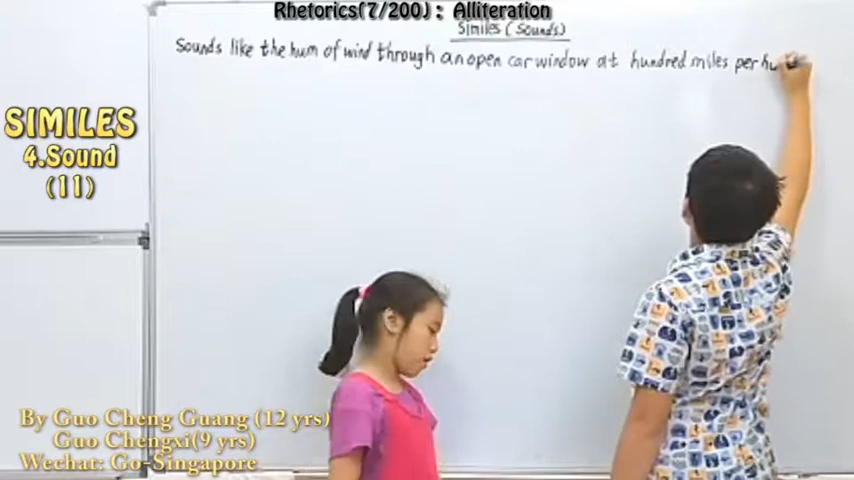 Rhetorics(7/200) : Alliteration
Similes (Sounds)
Sounds like the hum of wind through an open car window at hundred miles per hu
SIMILES
4.Sound
(11)
By Guo Cheng Guang (12 yrs)
Guo Chengxi(9 yrs)
Wechat: Go-Singapore